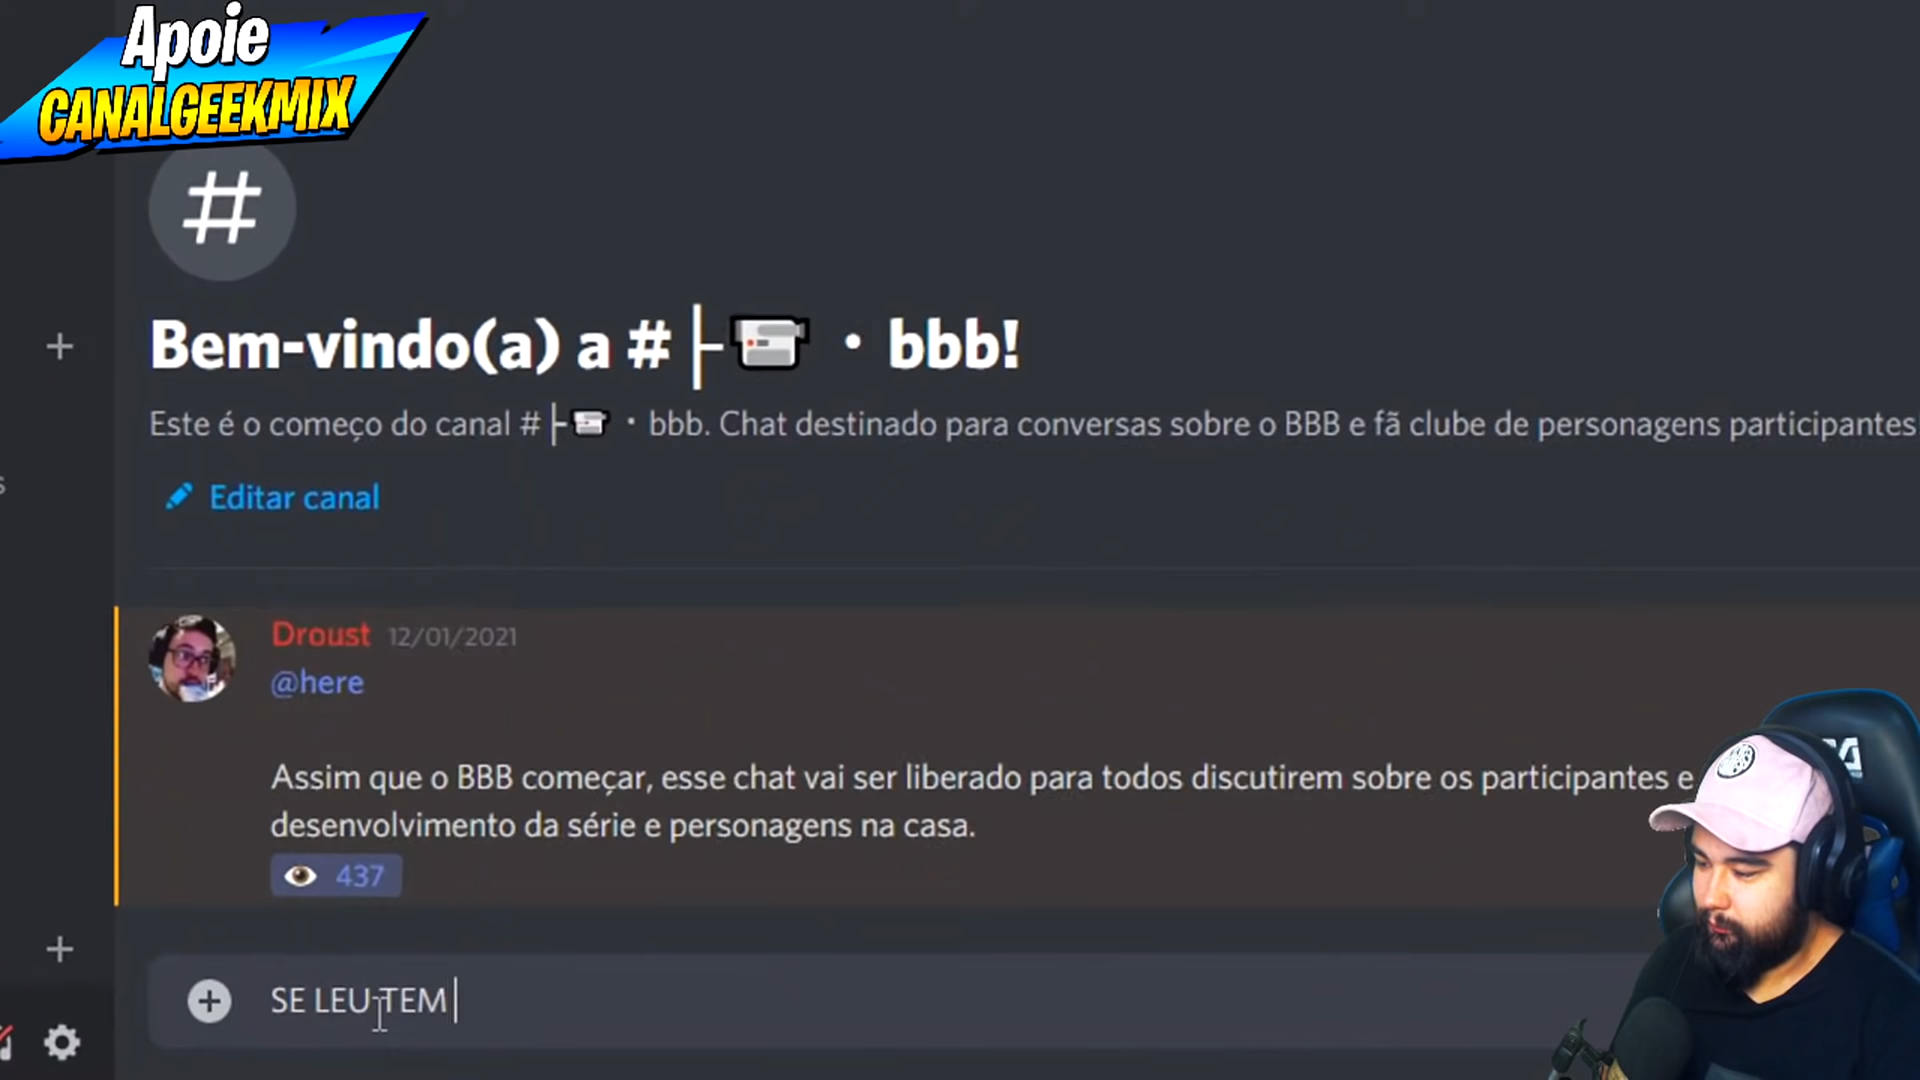 Apoie
CANALGEEKMIX
#
Bem-vindo(a) a # ├📹 • bbb!
Este é o começo do canal # ├📹 • bbb. Chat destinado para conversas sobre o BBB e fã clube de personagens participantes
Editar canal
Droust 12/01/2021
@here
Assim que o BBB começar, esse chat vai ser liberado para todos discutirem sobre os participantes e
desenvolvimento da série e personagens na casa.
437
SE LEU TEM